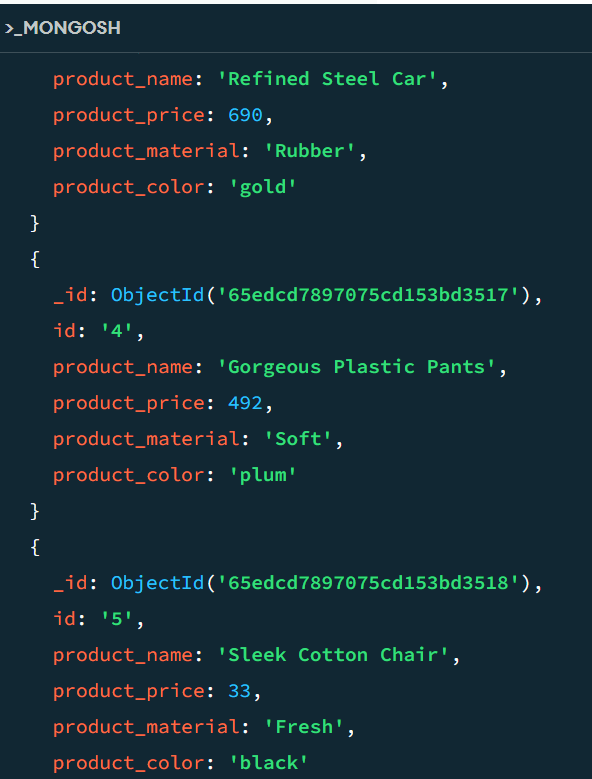 >_MONGOSH
product_name: 'Refined Steel Car',
product_price: 690,
product_material: 'Rubber',
product_color: 'gold'
}
{
_id: ObjectId('65edcd7897075cd153bd3517'),
id: '4',
product_name: 'Gorgeous Plastic Pants',
product_price: 492,
product_material: 'Soft',
product_color: 'plum'
}
{
_id: ObjectId('65edcd7897075cd153bd3518'),
id: '5',
product_name: 'Sleek Cotton Chair',
product_price: 33,
product_material: 'Fresh',
product_color: 'black'